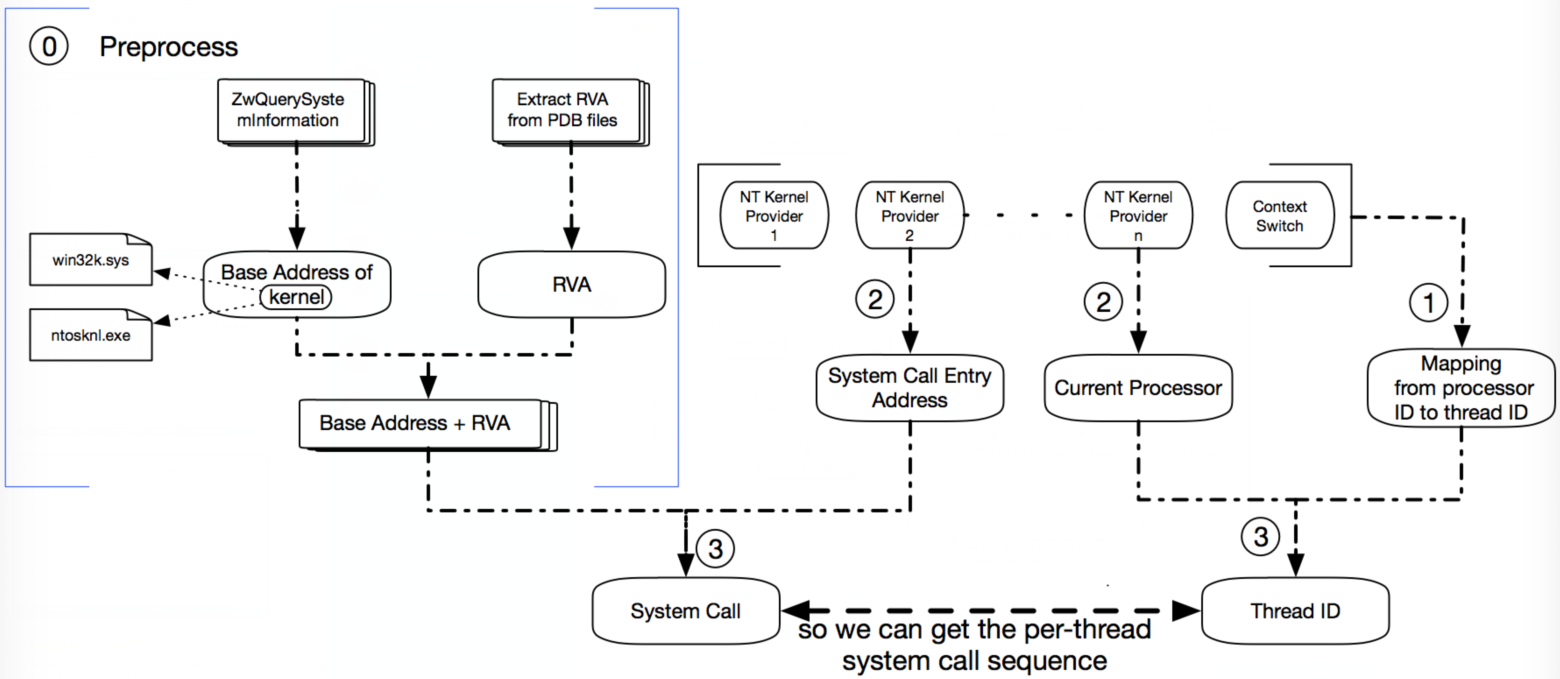 0 Preprocess
ZwQuerySyste
mInformation
Extract RVA
from PDB files
NT Kernel
Provider
1
NT Kernel
Provider
2
NT Kernel
Provider
n
Context
Switch
win32k.sys
ntosknl.exe
Base Address of
kernel
RVA
2
2
1
System Call Entry
Address
Current Processor
Mapping
from processor
ID to thread ID
Base Address + RVA
3
3
System Call
Thread ID
so we can get the per-thread
system call sequence